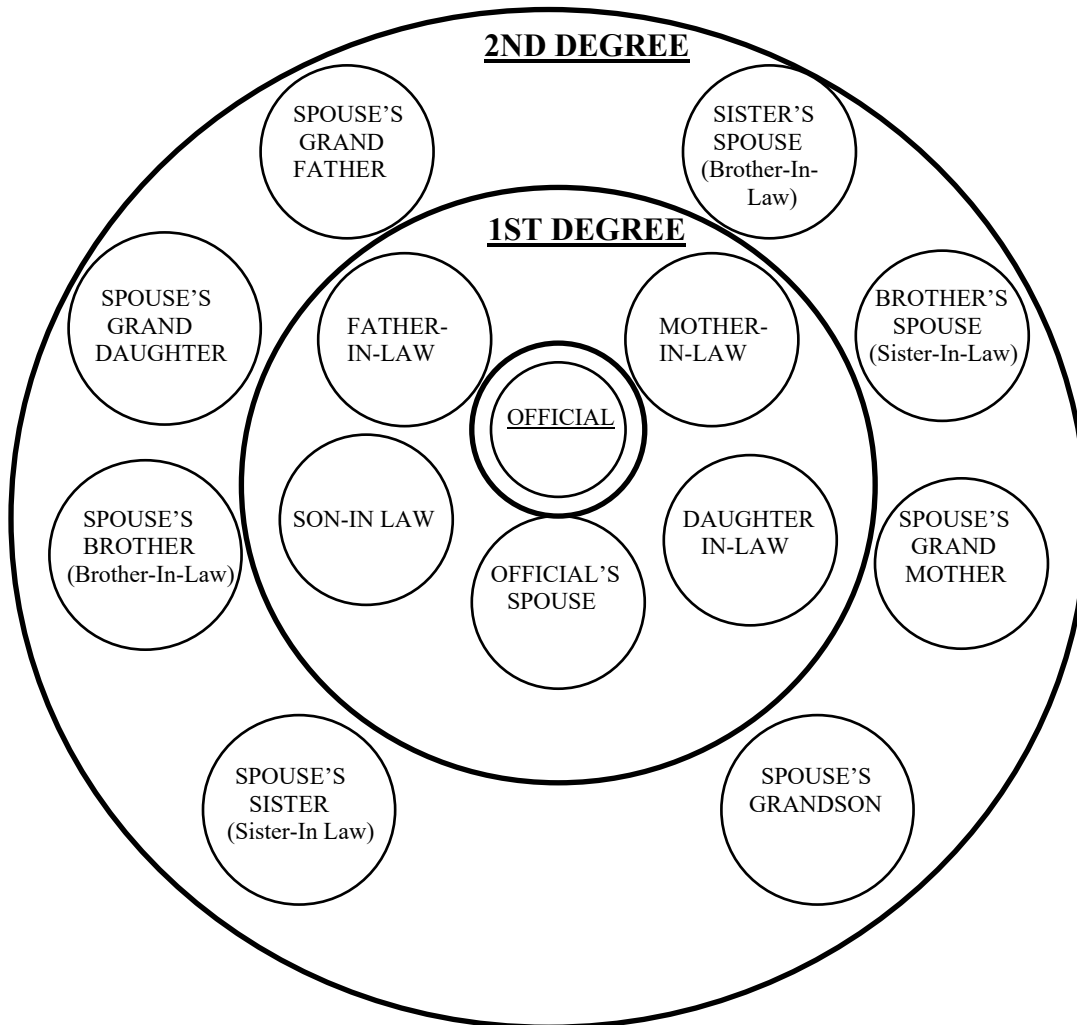 2ND DEGREE
SPOUSE’S
GRAND
FATHER
SISTER’S
SPOUSE
(Brother-In-
Law)
1ST DEGREE
SPOUSE’S
GRAND
DAUGHTER
FATHER-
IN-LAW
MOTHER-
IN-LAW
BROTHER’S
SPOUSE
(Sister-In-Law)
OFFICIAL
SPOUSE’S
BROTHER
(Brother-In-Law)
SON-IN LAW
OFFICIAL’S
SPOUSE
DAUGHTER
IN-LAW
SPOUSE’S
GRAND
MOTHER
SPOUSE’S
SISTER
(Sister-In Law)
SPOUSE’S
GRANDSON